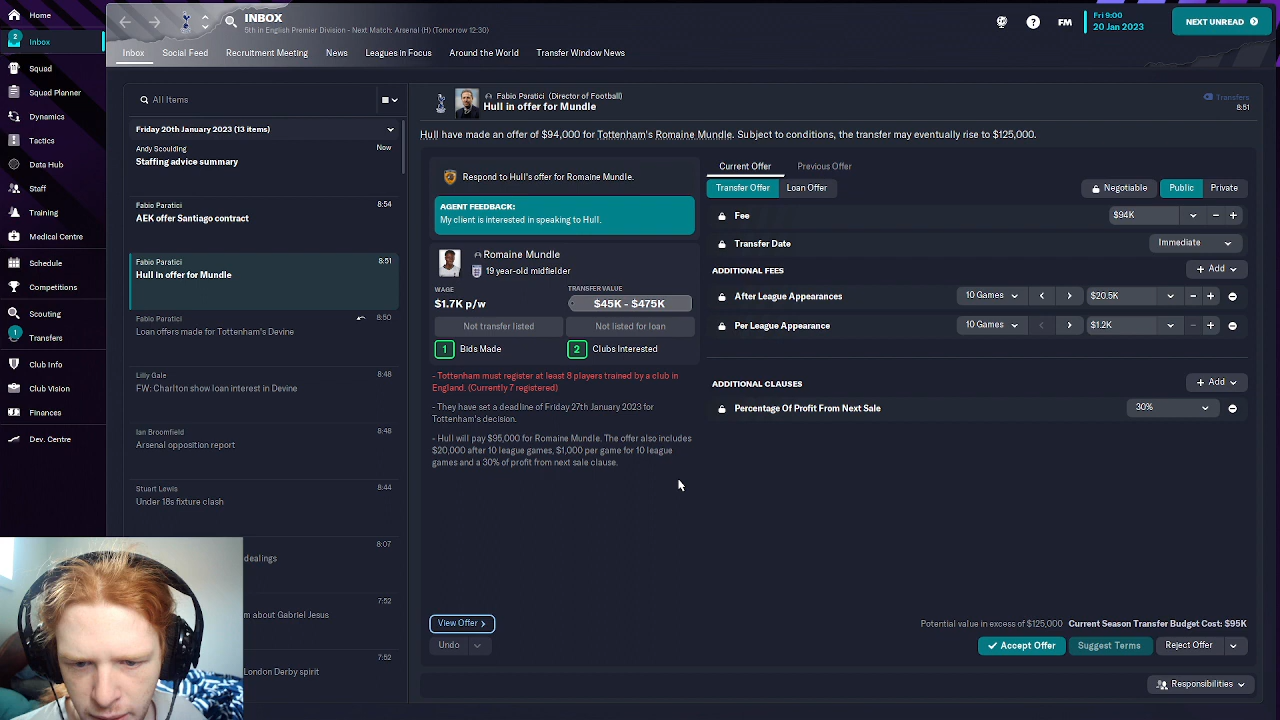 Home
INBOX
5th in English Premier Division - Next Match: Arsenal (H) (Tomorrow 12:30)
FM
Fri 9:00
20 Jan 2023
NEXT UNREAD
2
Inbox
Inbox
Social Feed
Recruitment Meeting
News
Leagues in Focus
Around the World
Transfer Window News
Squad
Squad Planner
Dynamics
Tactics
Data Hub
Staff
Training
Medical Centre
Schedule
Competitions
Scouting
1
Transfers
Club Info
Club Vision
Finances
Dev. Centre
All Items
Friday 20th January 2023 (13 items)
Andy Scoulding
Now
Staffing advice summary
Fabio Paratici
8:54
AEK offer Santiago contract
Fabio Paratici
8:51
Hull in offer for Mundle
Fabio Paratici
8:50
Loan offers made for Tottenham's Devine
Lilly Gale
8:48
FW: Charlton show loan interest in Devine
Ian Broomfield
8:48
Arsenal opposition report
Stuart Lewis
8:44
Under 18s fixture clash
8:07
dealings
7:52
about Gabriel Jesus
7:52
London Derby spirit
Fabio Paratici (Director of Football)
Hull in offer for Mundle
Transfers
8:51
Hull have made an offer of $94,000 for Tottenham's Romaine Mundle. Subject to conditions, the transfer may eventually rise to $125,000.
Respond to Hull's offer for Romaine Mundle.
AGENT FEEDBACK:
My client is interested in speaking to Hull.
Romaine Mundle
19 year-old midfielder
WAGE
TRANSFER VALUE
$1.7K p/w
$45K - $475K
Not transfer listed
Not listed for loan
1
Bids Made
2
Clubs Interested
- Tottenham must register at least 8 players trained by a club in
England. (Currently 7 registered)
- They have set a deadline of Friday 27th January 2023 for
Tottenham's decision.
- Hull will pay $95,000 for Romaine Mundle. The offer also includes
$20,000 after 10 league games, $1,000 per game for 10 league
games and a 30% of profit from next sale clause.
View Offer
Undo
Current Offer
Previous Offer
Transfer Offer
Loan Offer
Negotiable
Public
Private
Fee
$94K
Transfer Date
Immediate
ADDITIONAL FEES
Add
After League Appearances
10 Games
$20.5K
Per League Appearance
10 Games
$1.2K
ADDITIONAL CLAUSES
Add
Percentage Of Profit From Next Sale
30%
Potential value in excess of $125,000
Current Season Transfer Budget Cost: $95K
Accept Offer
Suggest Terms
Reject Offer
Responsibilities